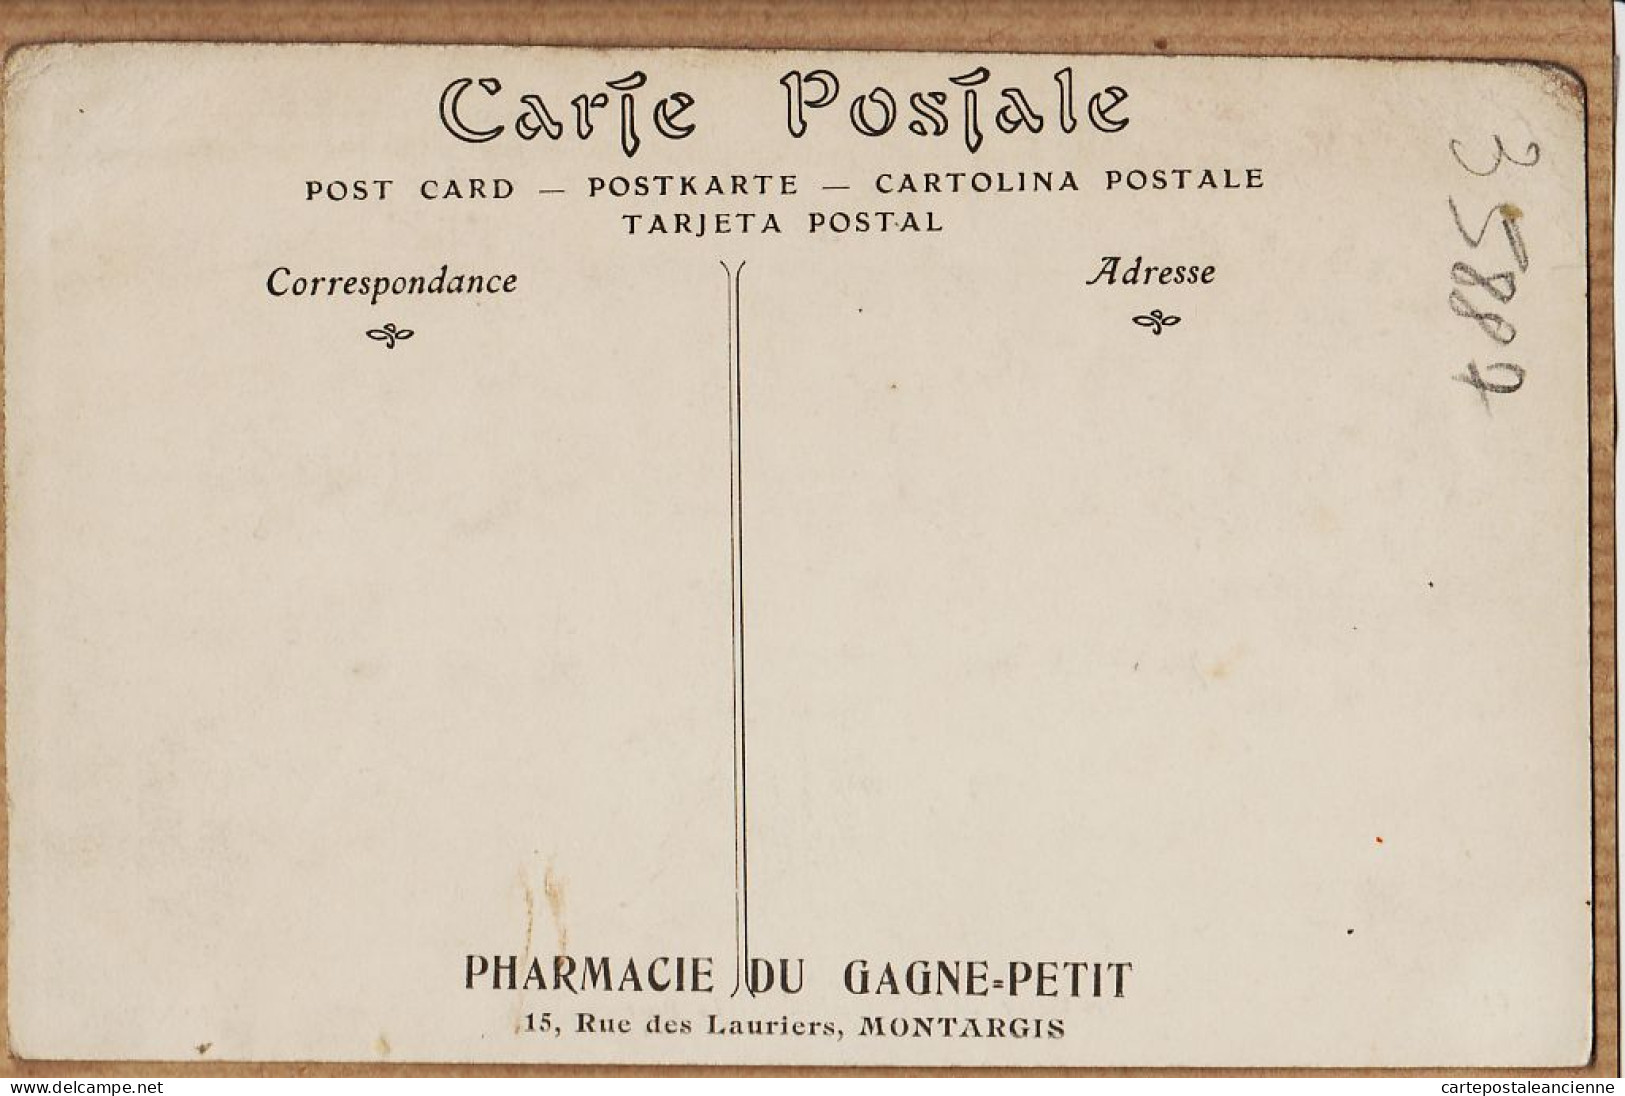 Carte Postale
POST CARD — POSTKARTE — CARTOLINA POSTALE
TARJETA POSTAL
Correspondance
Adresse
35887
PHARMACIE DU GAGNE=PETIT
15, Rue des Lauriers, MONTARGIS
www.delcampe.net
cartepostaleancienne